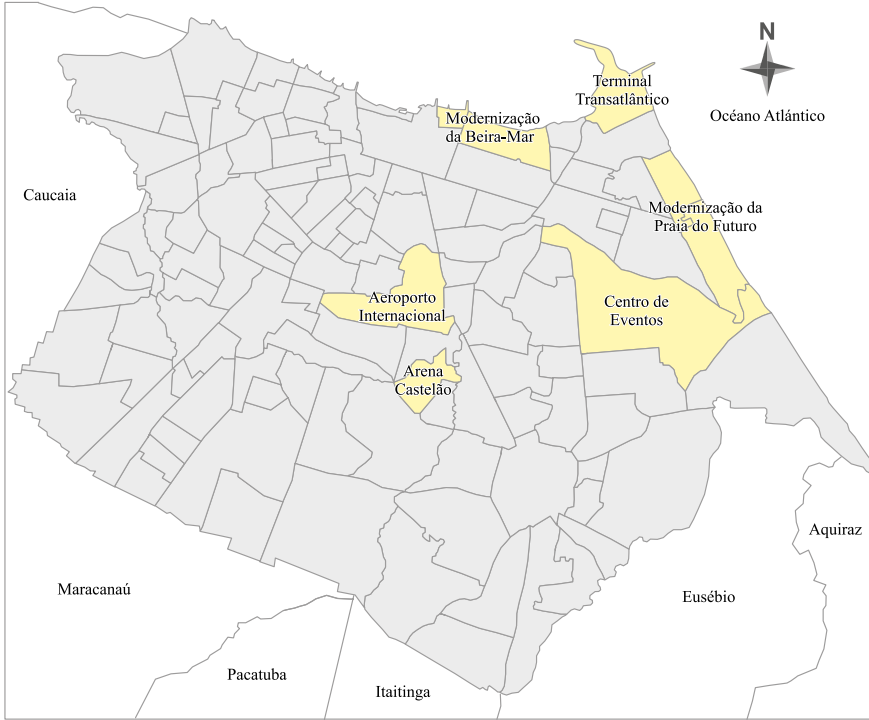 N
Terminal
Transatlântico
Océano Atlántico
Modernização
da Beira-Mar
Caucaia
Modernização da
Praia do Futuro
Aeroporto
Internacional
Centro de
Eventos
Arena
Castelão
Aquiraz
Maracanaú
Eusébio
Pacatuba
Itaitinga